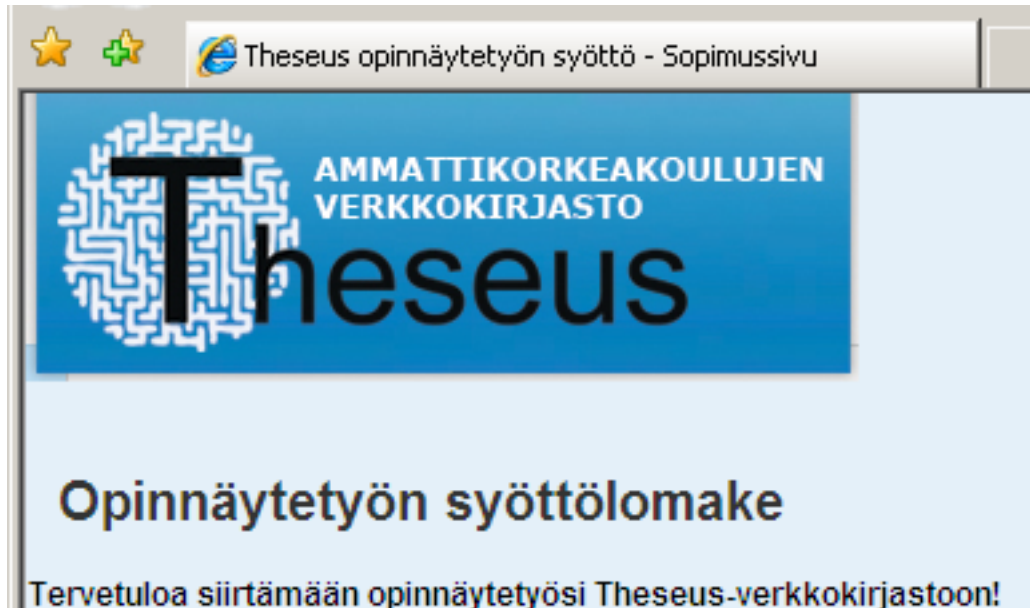 Theseus opinnäytetyön syöttö - Sopimussivu
AMMATTIKORKEAKOULUJEN
VERKKOKIRJASTO
Theseus
Opinnäytetyön syöttölomake
Tervetuloa siirtämään opinnäytetyösi Theseus-verkkokirjastoon!